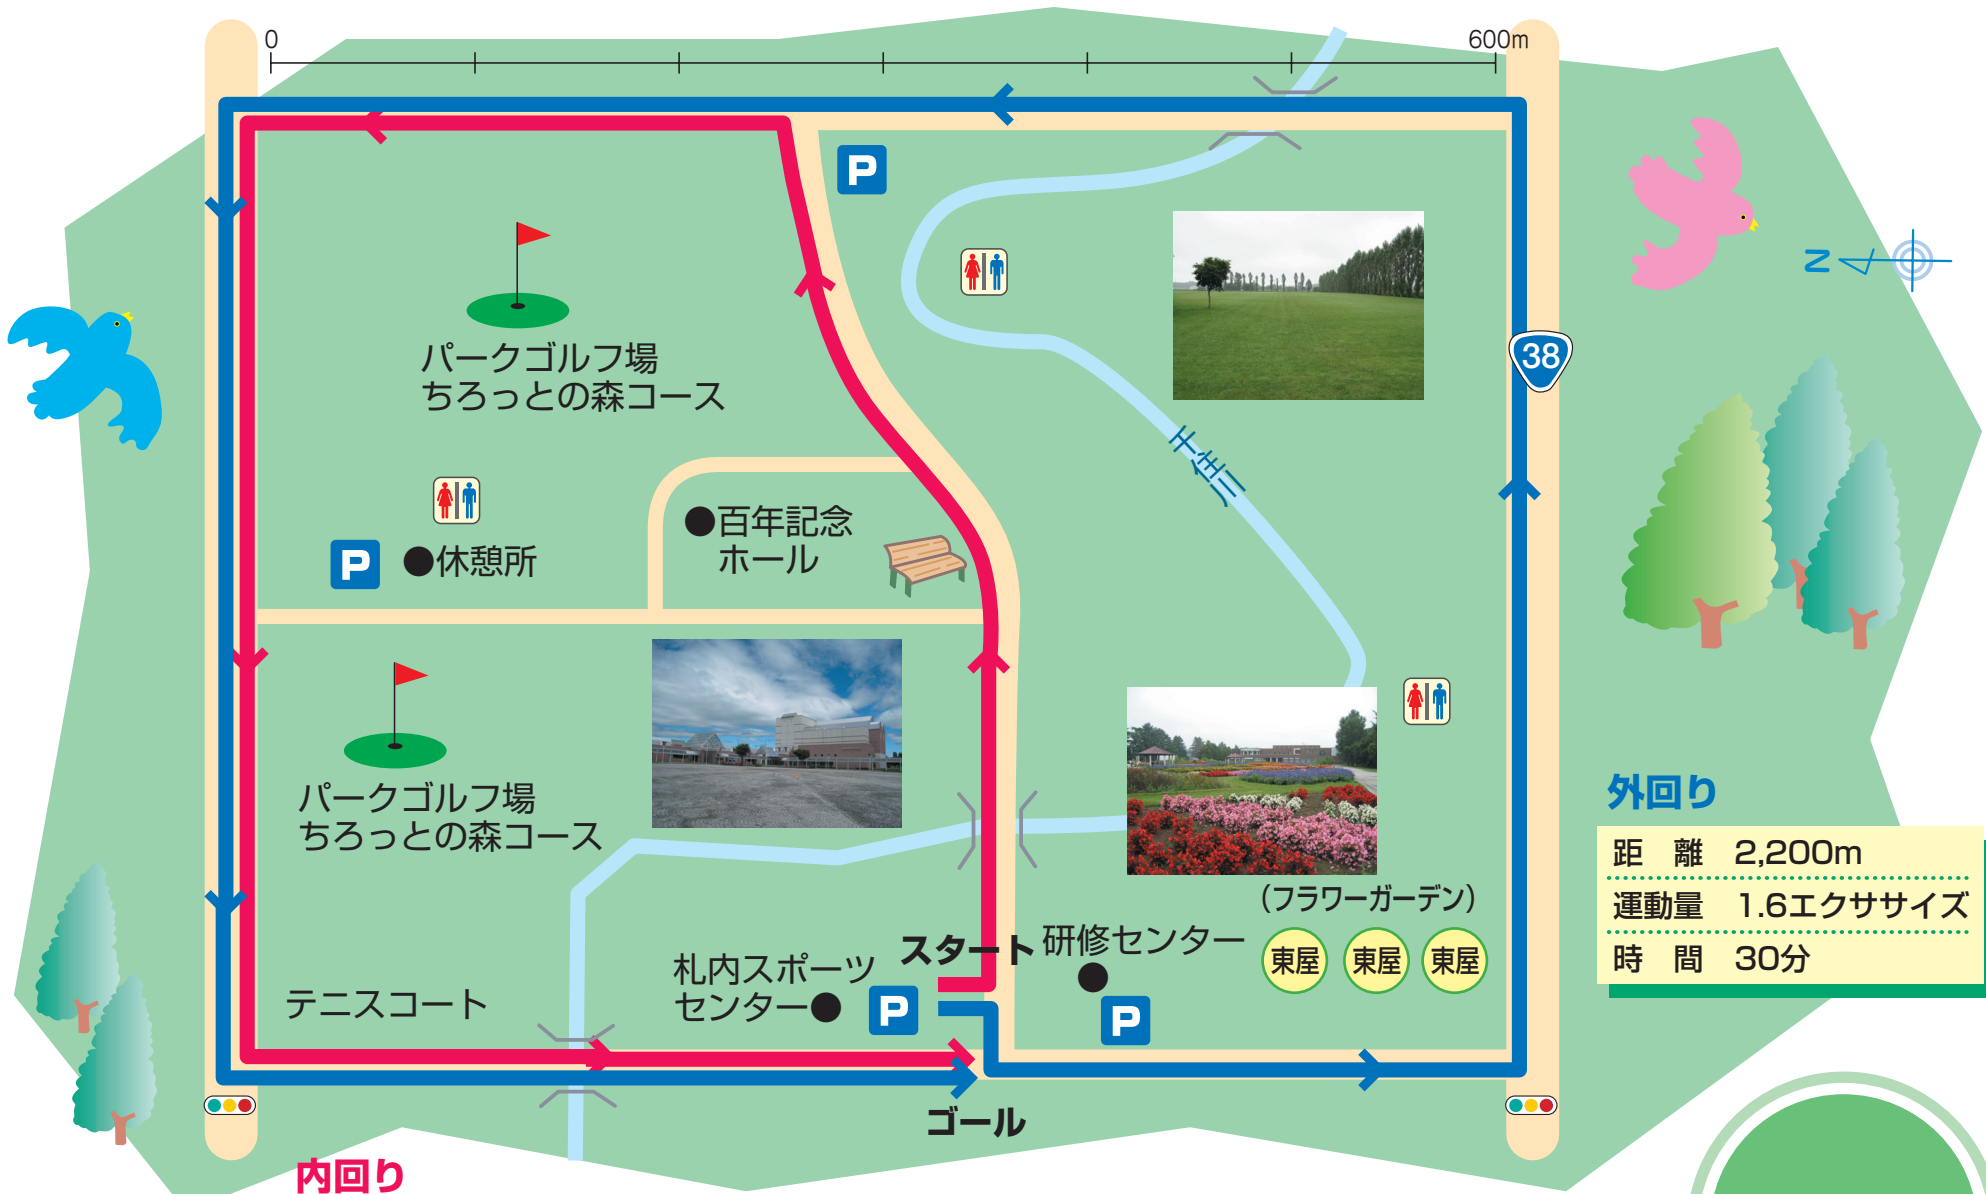 0
600m
P
N
パークゴルフ場
ちろっとの森コース
38
千住川
百年記念
ホール
P
休憩所
パークゴルフ場
ちろっとの森コース
外回り
距　離　2,200m
運動量　1.6エクササイズ
時　間　30分
(フラワーガーデン)
東屋
東屋
東屋
スタート
研修センター
札内スポーツ
センター
P
P
テニスコート
ゴール
内回り